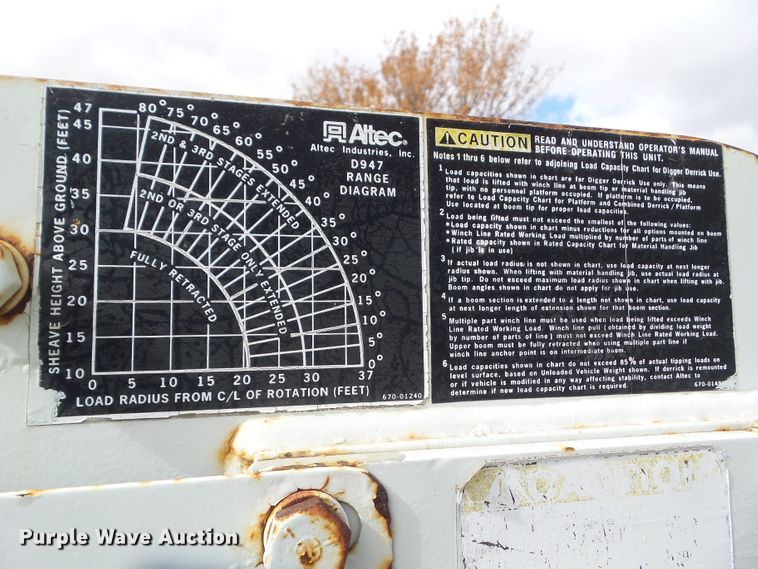 47
45
40
35
30
25
20
15
10
SHEAVE HEIGHT ABOVE GROUND (FEET)
80° 75° 70° 65° 60° 55° 50° 45° 40° 35° 30° 25° 20° 15° 10° 5° 0°
2ND & 3RD STAGES EXTENDED
2ND OR 3RD STAGE ONLY EXTENDED
FULLY RETRACTED
0 5 10 15 20 25 30 37
LOAD RADIUS FROM C/L OF ROTATION (FEET)
670-01240
Altec
Altec Industries, Inc.
D947
RANGE
DIAGRAM
CAUTION
READ AND UNDERSTAND OPERATOR'S MANUAL
BEFORE OPERATING THIS UNIT.
Notes 1 thru 6 below refer to adjoining Load Capacity Chart for Digger Derrick Use.
1 Load capacities shown in chart are for Digger Derrick Use only. This means
that load is lifted with winch line at boom tip or material handling jib
tip, with no personnel platform occupied. If platform is to be occupied,
refer to Load Capacity Chart for Platform and Combined Derrick / Platform
Use located at boom tip for proper load capacities.
2 Load being lifted must not exceed the smallest of the following values:
• Load capacity shown in chart minus reductions for all options mounted on boom
• Winch Line Rated Working Load multiplied by number of parts of winch line
• Rated capacity shown in Rated Capacity Chart for Material Handling Jib
(if jib is in use)
3 If actual load radius is not shown in chart, use load capacity at next longer
radius shown. When lifting with material handling jib, use actual load radius at
jib tip. Do not exceed maximum load radius shown in chart when lifting with jib.
Boom angles shown in chart do not apply for jib use.
4 If a boom section is extended to a length not shown in chart, use load capacity
at next longer length of extension shown for that boom section.
5 Multiple part winch line must be used when load being lifted exceeds Winch
Line Rated Working Load. Winch line pull (obtained by dividing load weight
by number of parts of line) must not exceed Winch Line Rated Working Load.
Upper boom must be fully retracted when using multiple part line if
winch line anchor point is on intermediate boom.
6 Load capacities shown in chart do not exceed 85% of actual tipping loads on
level surface, based on Unloaded Vehicle Weight shown. If derrick is remounted
or if vehicle is modified in any way affecting stability, contact Altec to
determine if new load capacity chart is required.
Purple Wave Auction